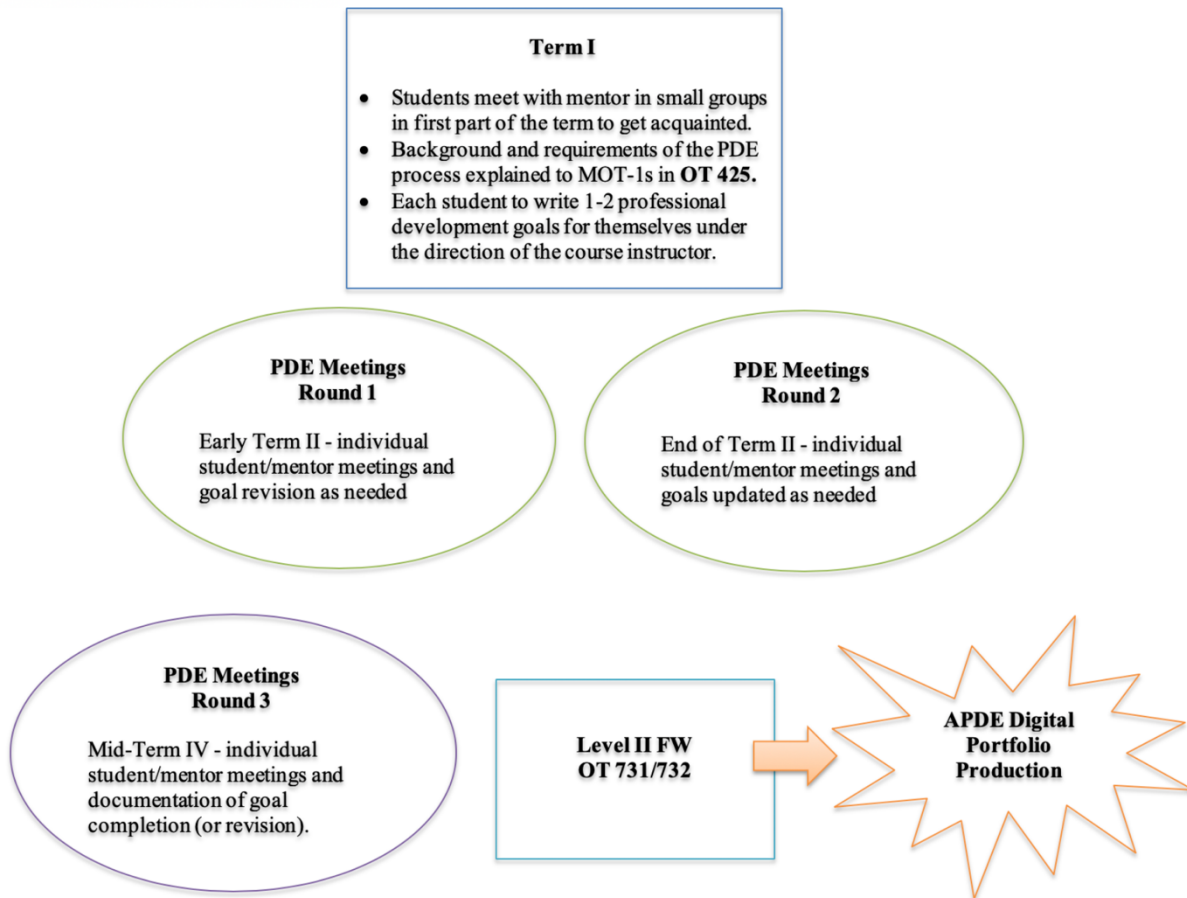 Term I
• Students meet with mentor in small groups
in first part of the term to get acquainted.
• Background and requirements of the PDE
process explained to MOT-1s in OT 425.
• Each student to write 1-2 professional
development goals for themselves under
the direction of the course instructor.
PDE Meetings
Round 1
Early Term II - individual
student/mentor meetings and
goal revision as needed
PDE Meetings
Round 2
End of Term II - individual
student/mentor meetings and
goals updated as needed
PDE Meetings
Round 3
Mid-Term IV - individual
student/mentor meetings and
documentation of goal
completion (or revision).
Level II FW
OT 731/732
APDE Digital
Portfolio
Production